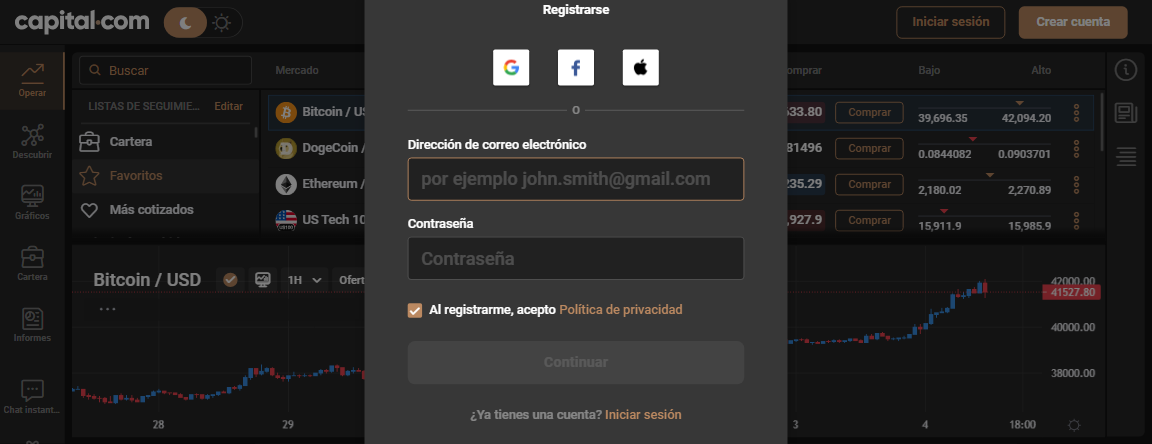 capital.com
Iniciar sesión
Crear cuenta
Registrarse
O
Dirección de correo electrónico
por ejemplo john.smith@gmail.com
Contraseña
Contraseña
Al registrarme, acepto Política de privacidad
Continuar
¿Ya tienes una cuenta? Iniciar sesión
Operar
Descubrir
Gráficos
Cartera
Informes
Chat instant...
Buscar
LISTAS DE SEGUIMIE... Editar
Cartera
Favoritos
Más cotizados
Mercado
Bajo
Alto
Bitcoin / US
633.80
Comprar
39,696.35
42,094.20
DogeCoin /
81496
Comprar
0.0844082
0.0903701
Ethereum /
235.29
Comprar
2,180.02
2,270.89
US Tech 10
,927.9
Comprar
15,911.9
15,985.9
Bitcoin / USD
1H
Ofert
...
42000.00
41527.80
40000.00
38000.00
28
29
3
4
18:00